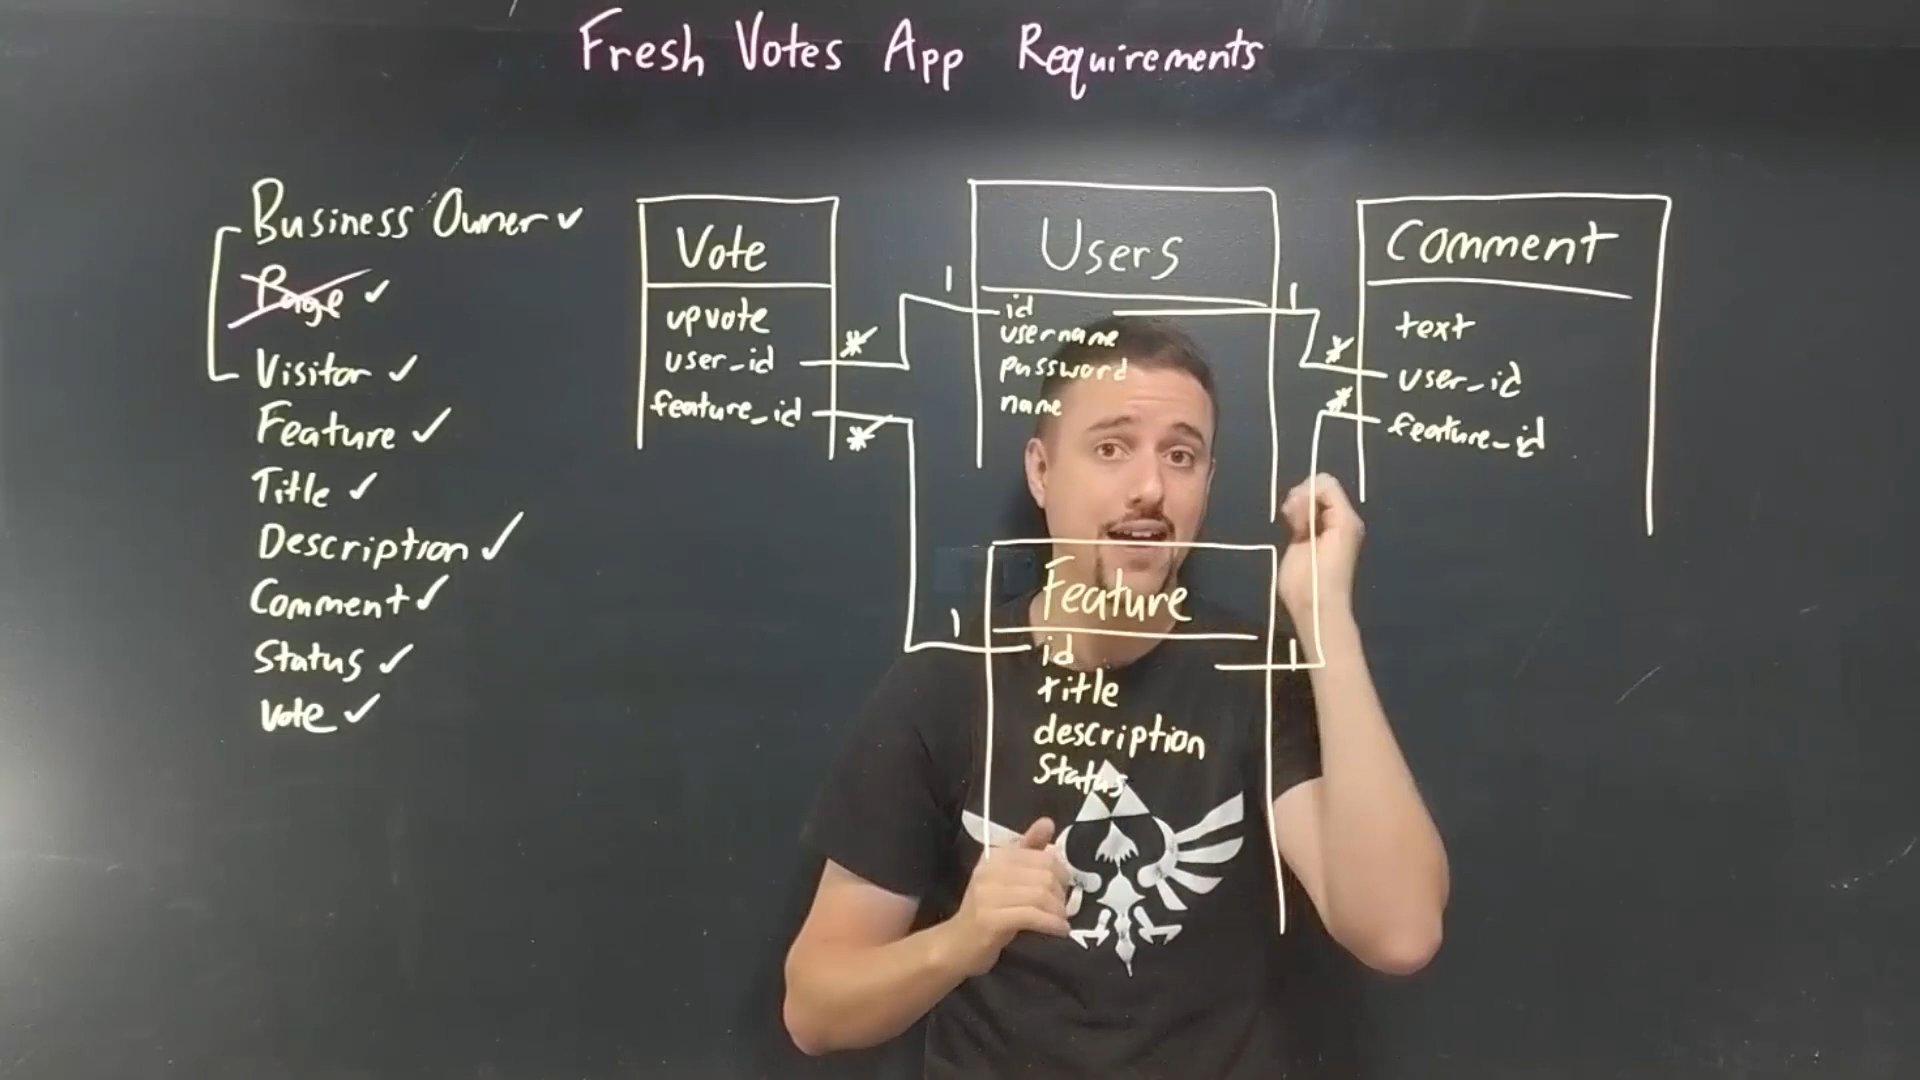 Fresh Votes App Requirements
Business Owner ✓
Page ✓
Visitor ✓
Feature ✓
Title ✓
Description ✓
Comment ✓
Status ✓
Vote ✓
Vote
upvote
user_id *
feature_id *
Users
1 id 1
username
password
name
Comment
text
* user_id
* feature_id
Feature
1 id 1
title
description
Status